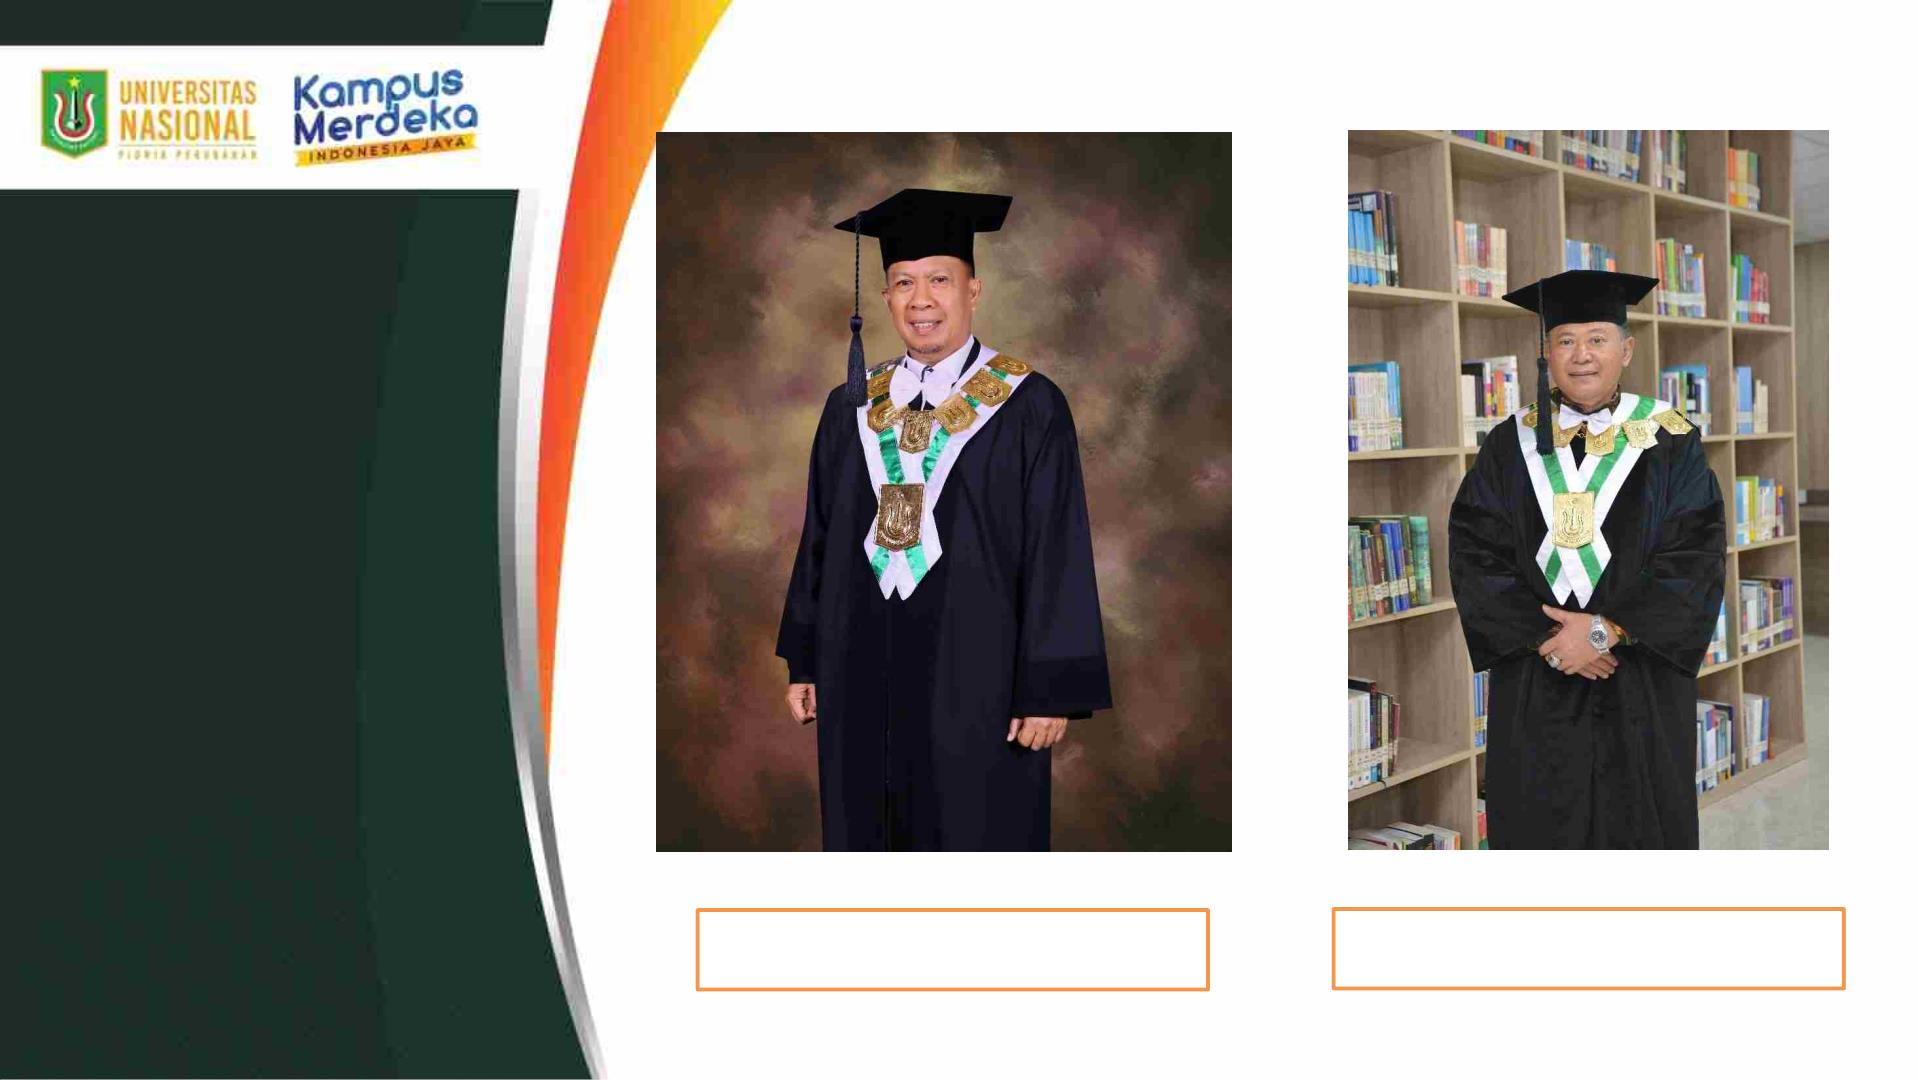 UNIVERSITAS
NASIONAL
PIONIR PERUBAHAN
Kampus
Merdeka
INDONESIA JAYA